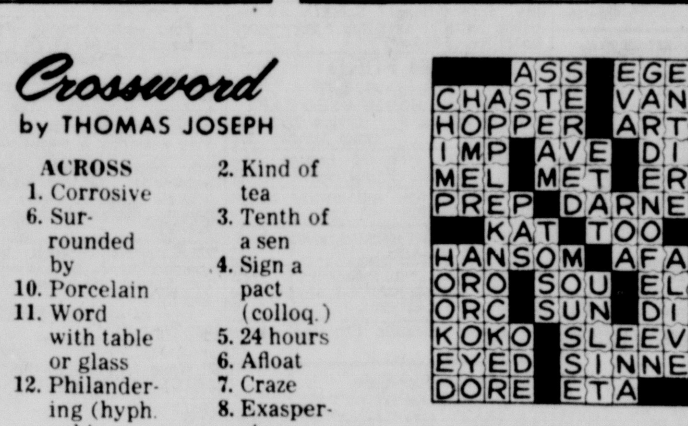 Crossword
by THOMAS JOSEPH
ACROSS
1. Corrosive
6. Sur-
rounded
by
10. Porcelain
11. Word
with table
or glass
12. Philander-
ing (hyph.
2. Kind of
tea
3. Tenth of
a sen
4. Sign a
pact
(colloq.)
5. 24 hours
6. Afloat
7. Craze
8. Exasper-
ASS EGE
CHASTE VAN
HOPPER ART
IMP AVE DI
MEL MET ER
PREP DARNE
KAT TOO
HANSOM AFA
ORO SOU EL
ORC SUN DI
KOKO SLEEV
EYED SINNE
DORE ETA